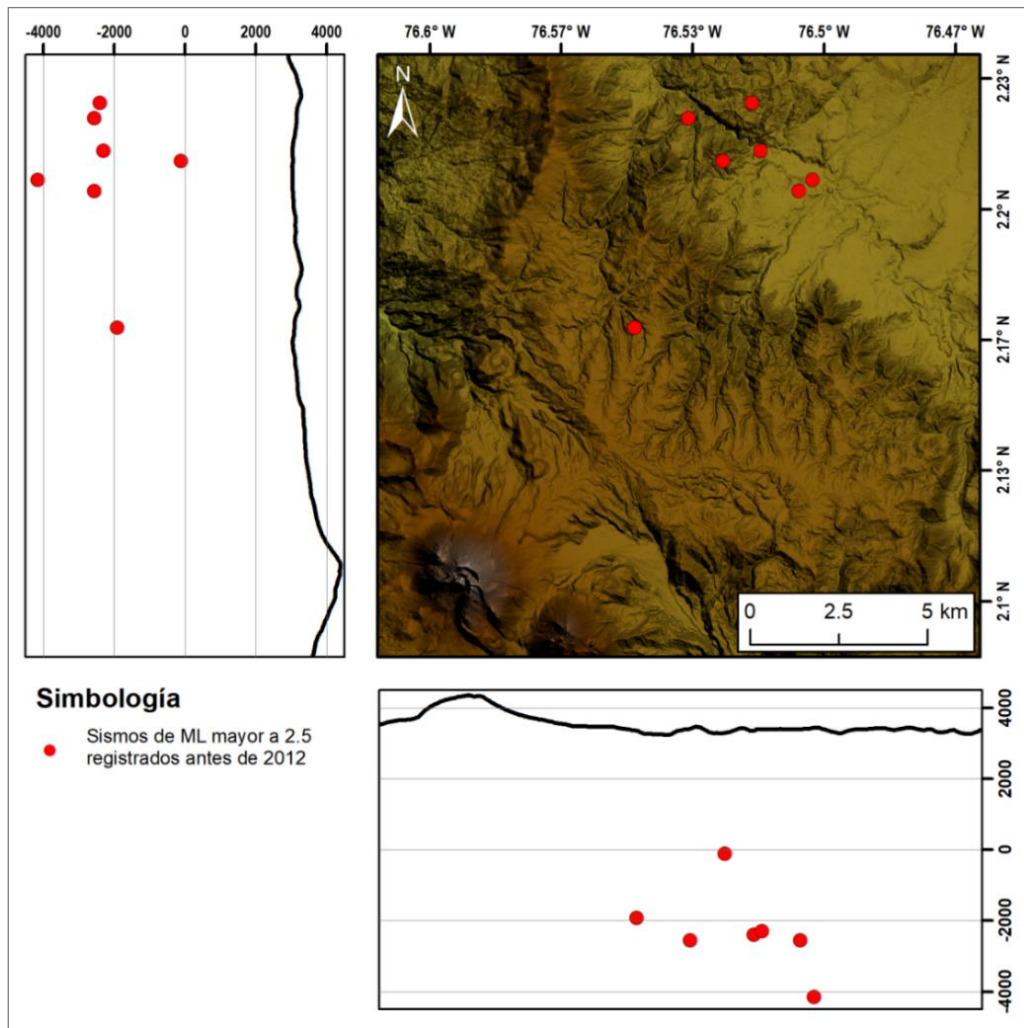 -4000 -2000 0 2000 4000
76.6° W 76.57° W 76.53° W 76.5° W 76.47° W
N
2.23° N
2.2° N
2.17° N
2.13° N
2.1° N
0 2.5 5 km
Simbología
Sismos de ML mayor a 2.5
registrados antes de 2012
4000
2000
0
-2000
-4000